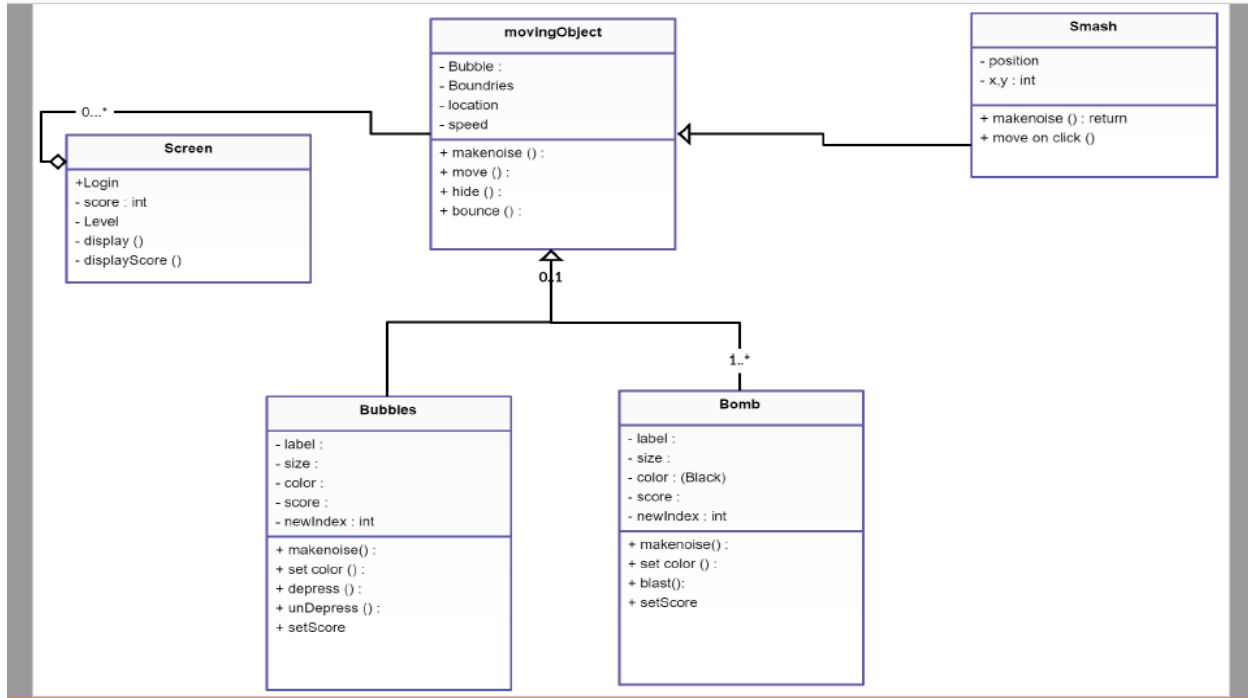 movingObject
- Bubble :
- Boundries
- location
- speed
+ makenoise () :
+ move () :
+ hide () :
+ bounce () :
Smash
- position
- x,y : int
+ makenoise () : return
+ move on click ()
0...*
Screen
+Login
- score : int
- Level
- display ()
- displayScore ()
0..1
1..*
Bubbles
- label :
- size :
- color :
- score :
- newIndex : int
+ makenoise() :
+ set color () :
+ depress () :
+ unDepress () :
+ setScore
Bomb
- label :
- size :
- color : (Black)
- score :
- newIndex : int
+ makenoise() :
+ set color () :
+ blast():
+ setScore